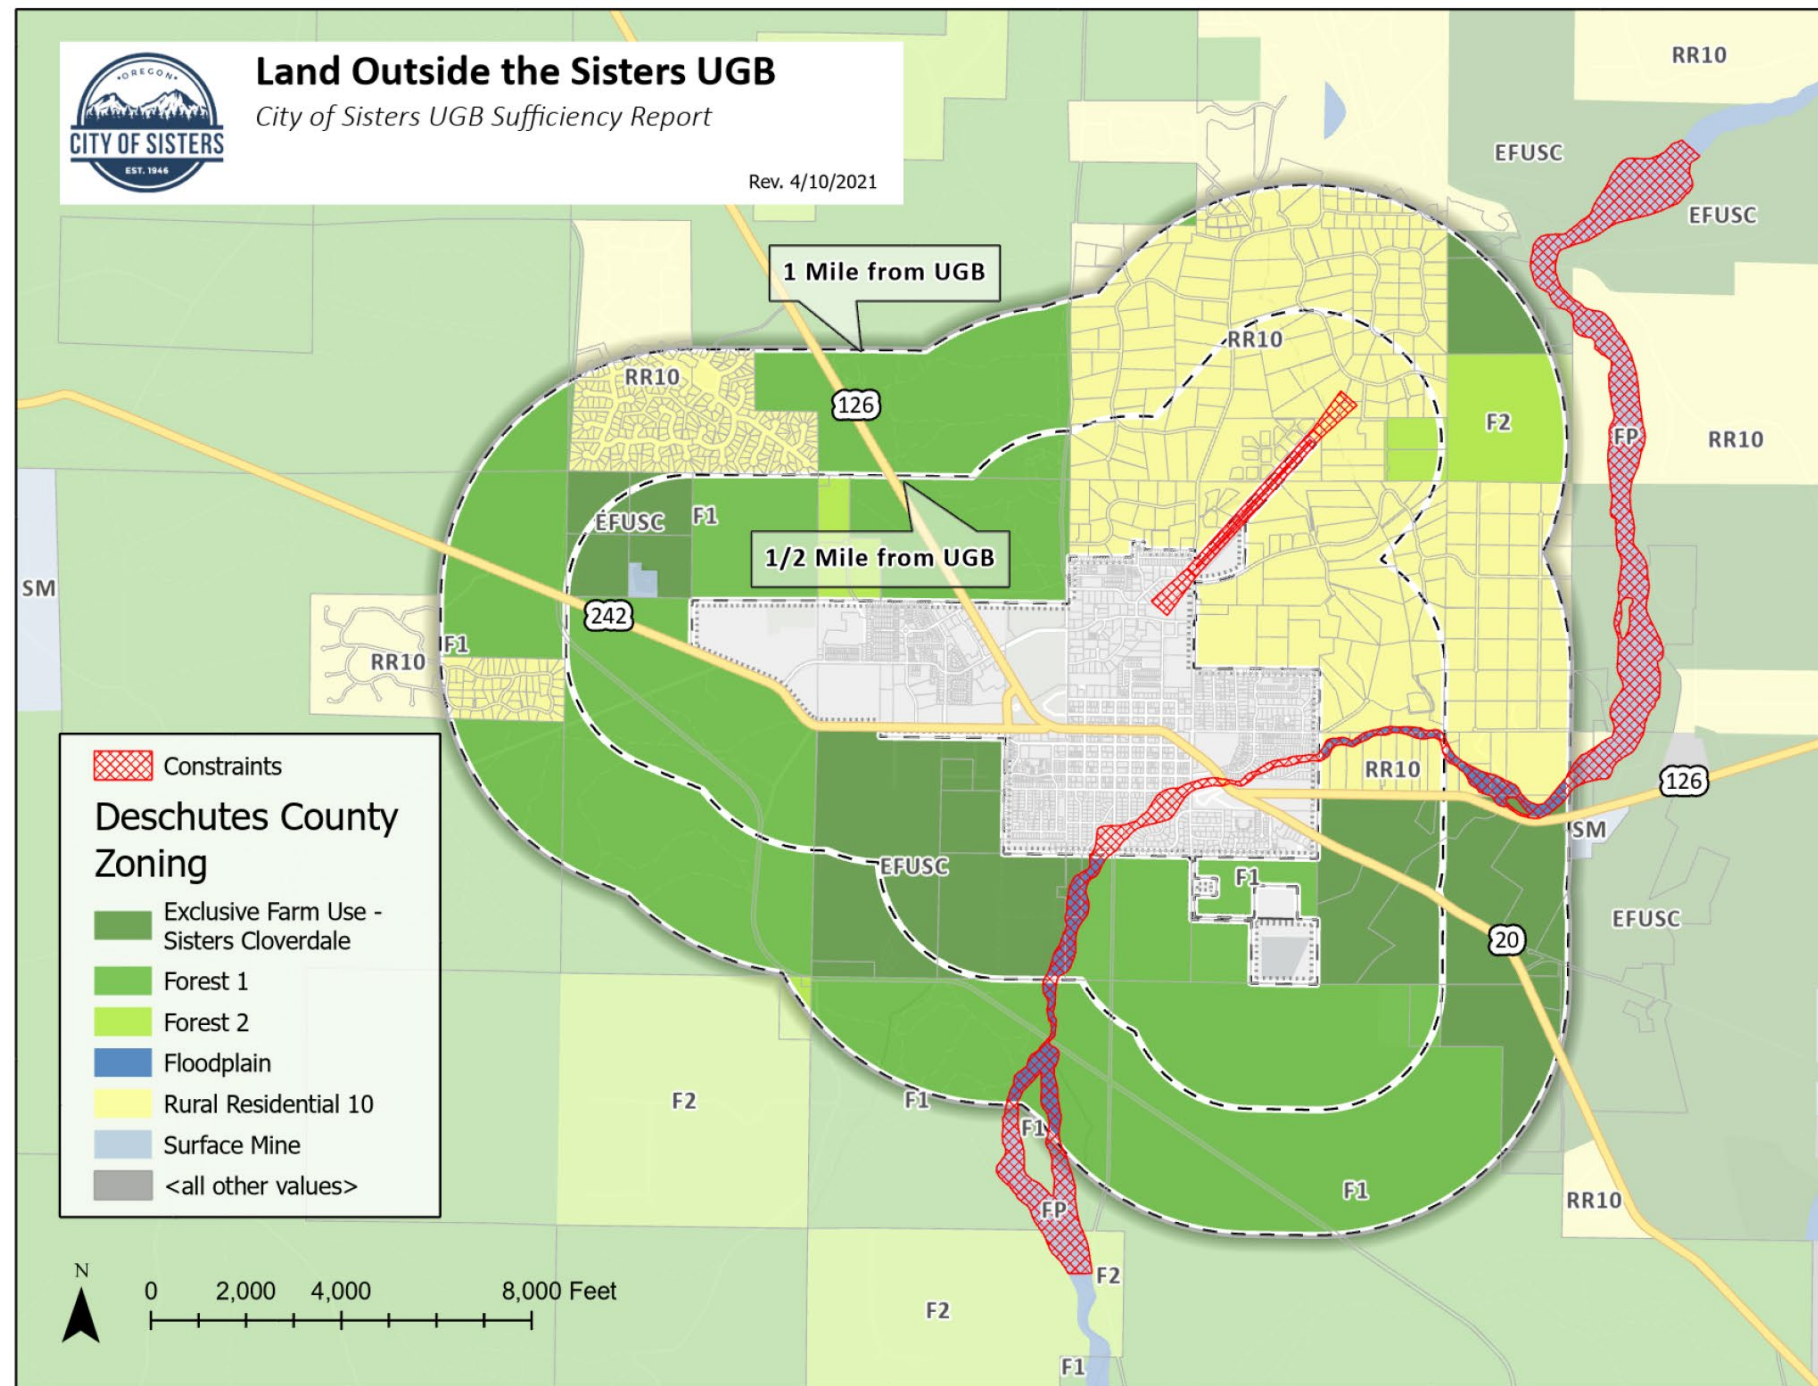 OREGON
CITY OF SISTERS
EST. 1946
Land Outside the Sisters UGB
City of Sisters UGB Sufficiency Report
Rev. 4/10/2021
RR10
EFUSC
EFUSC
1 Mile from UGB
RR10
RR10
126
F2
FP
RR10
EFUSC
F1
1/2 Mile from UGB
SM
242
F1
RR10
RR10
126
SM
EFUSC
F1
EFUSC
20
F2
F1
F1
F1
RR10
FP
F2
F2
F1
Constraints
Deschutes County
Zoning
Exclusive Farm Use -
Sisters Cloverdale
Forest 1
Forest 2
Floodplain
Rural Residential 10
Surface Mine
<all other values>
N
0 2,000 4,000 8,000 Feet